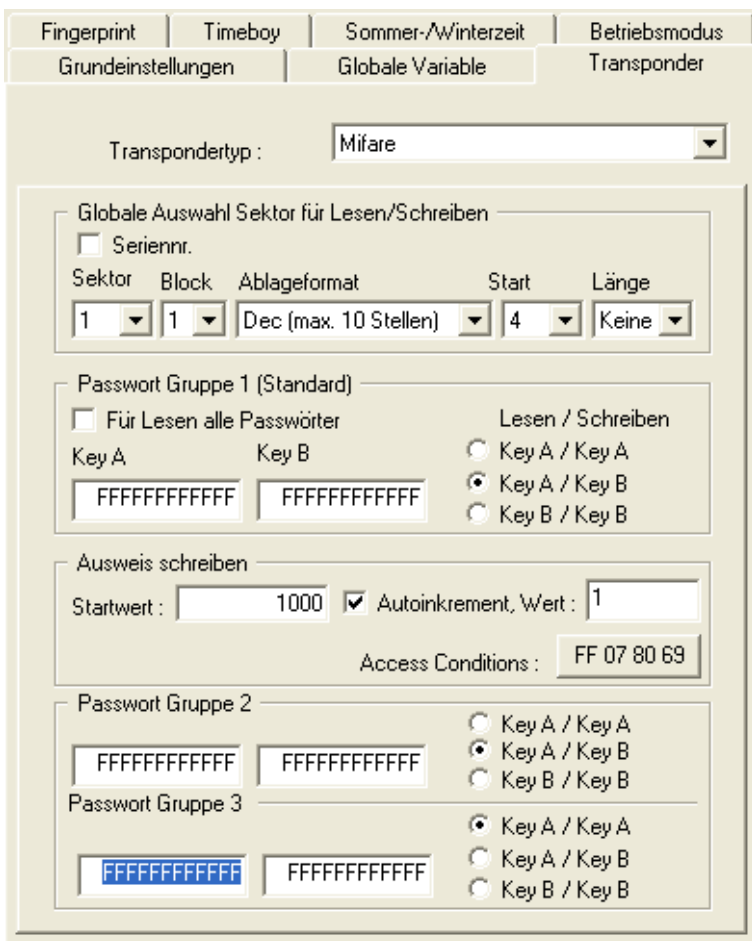 Fingerprint Timeboy Sommer-/Winterzeit Betriebsmodus
Grundeinstellungen Globale Variable Transponder
Transpondertyp : Mifare
Globale Auswahl Sektor für Lesen/Schreiben
Seriennr.
Sektor Block Ablageformat Start Länge
1 1 Dec (max. 10 Stellen) 4 Keine
Passwort Gruppe 1 (Standard)
Für Lesen alle Passwörter Lesen / Schreiben
Key A Key B Key A / Key A
FFFFFFFFFFFF FFFFFFFFFFFF Key A / Key B
Key B / Key B
Ausweis schreiben
Startwert : 1000 Autoinkrement, Wert : 1
Access Conditions : FF 07 80 69
Passwort Gruppe 2
Key A / Key A
FFFFFFFFFFFF FFFFFFFFFFFF Key A / Key B
Key B / Key B
Passwort Gruppe 3
Key A / Key A
FFFFFFFFFFFF FFFFFFFFFFFF Key A / Key B
Key B / Key B